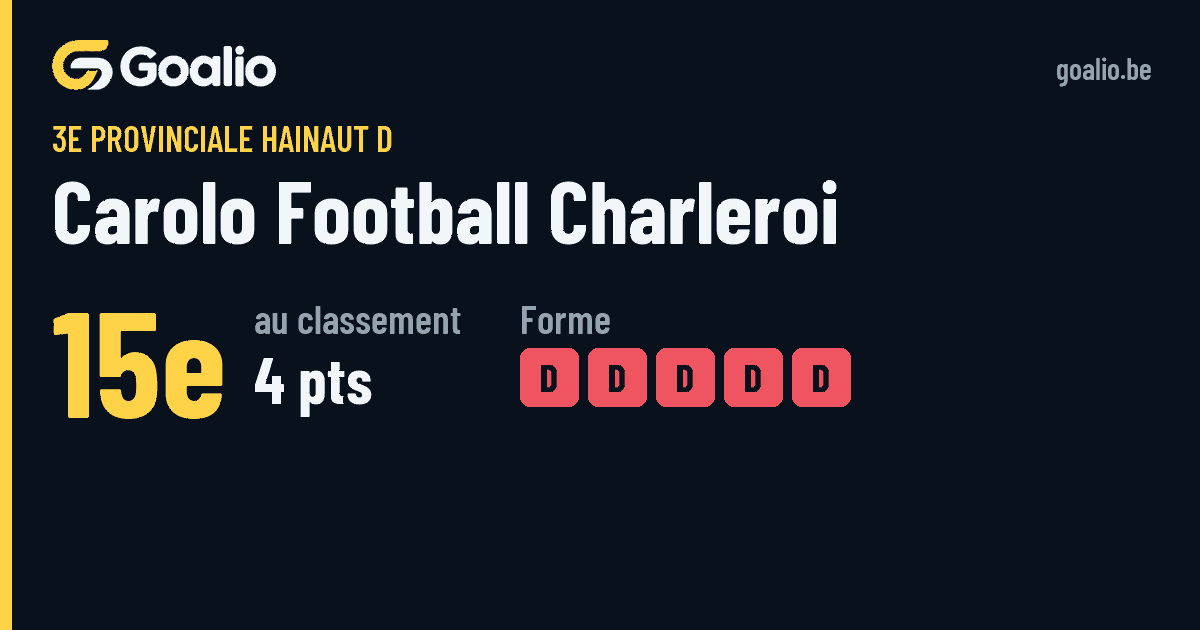 Goalio
goalio.be
3E PROVINCIALE HAINAUT D
Carolo Football Charleroi
15e
au classement
4 pts
Forme
D D D D D